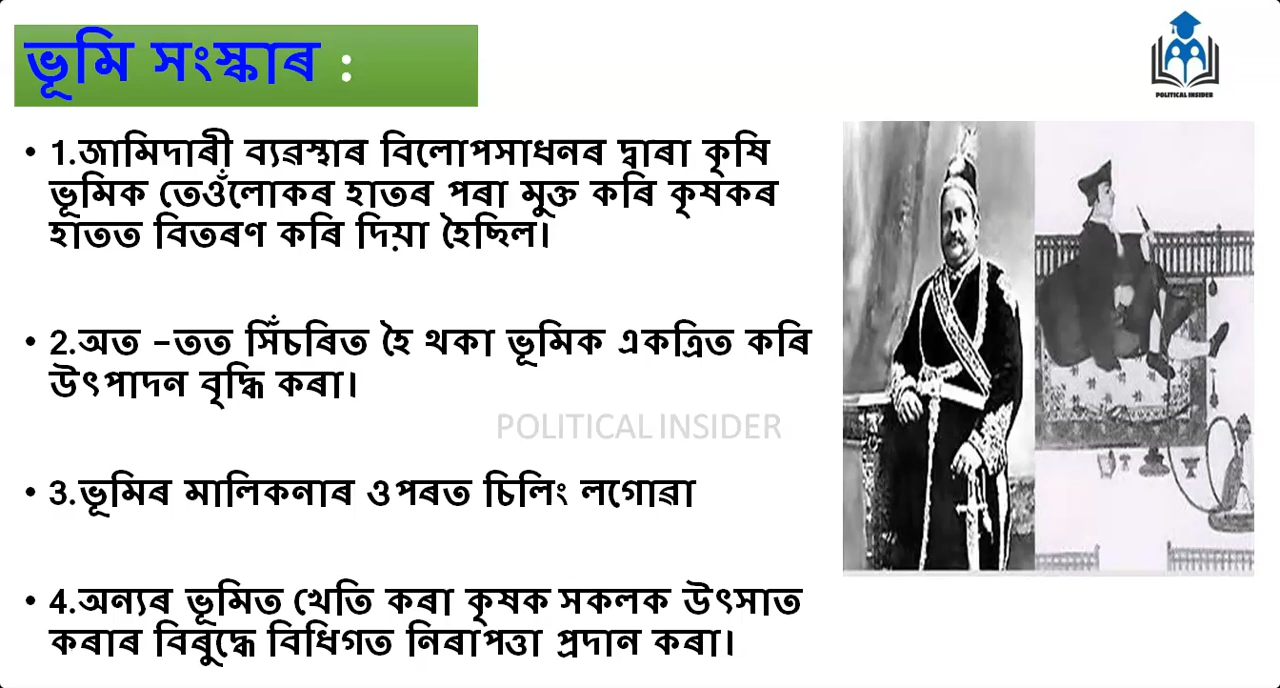 ভূমি সংস্কাৰ :
POLITICAL INSIDER
• 1.জামিদাৰী ব্যৱস্থাৰ বিলোপসাধনৰ দ্বাৰা কৃষি
ভূমিক তেওঁলোকৰ হাতৰ পৰা মুক্ত কৰি কৃষকৰ
হাতত বিতৰণ কৰি দিয়া হৈছিল।
• 2.অত –তত সিঁচৰিত হৈ থকা ভূমিক একত্ৰিত কৰি
উৎপাদন বৃদ্ধি কৰা।
POLITICAL INSIDER
• 3.ভূমিৰ মালিকনাৰ ওপৰত চিলিং লগোৱা
• 4.অন্যৰ ভূমিত খেতি কৰা কৃষক সকলক উৎসাত
কৰাৰ বিৰুদ্ধে বিধিগত নিৰাপত্তা প্ৰদান কৰা।